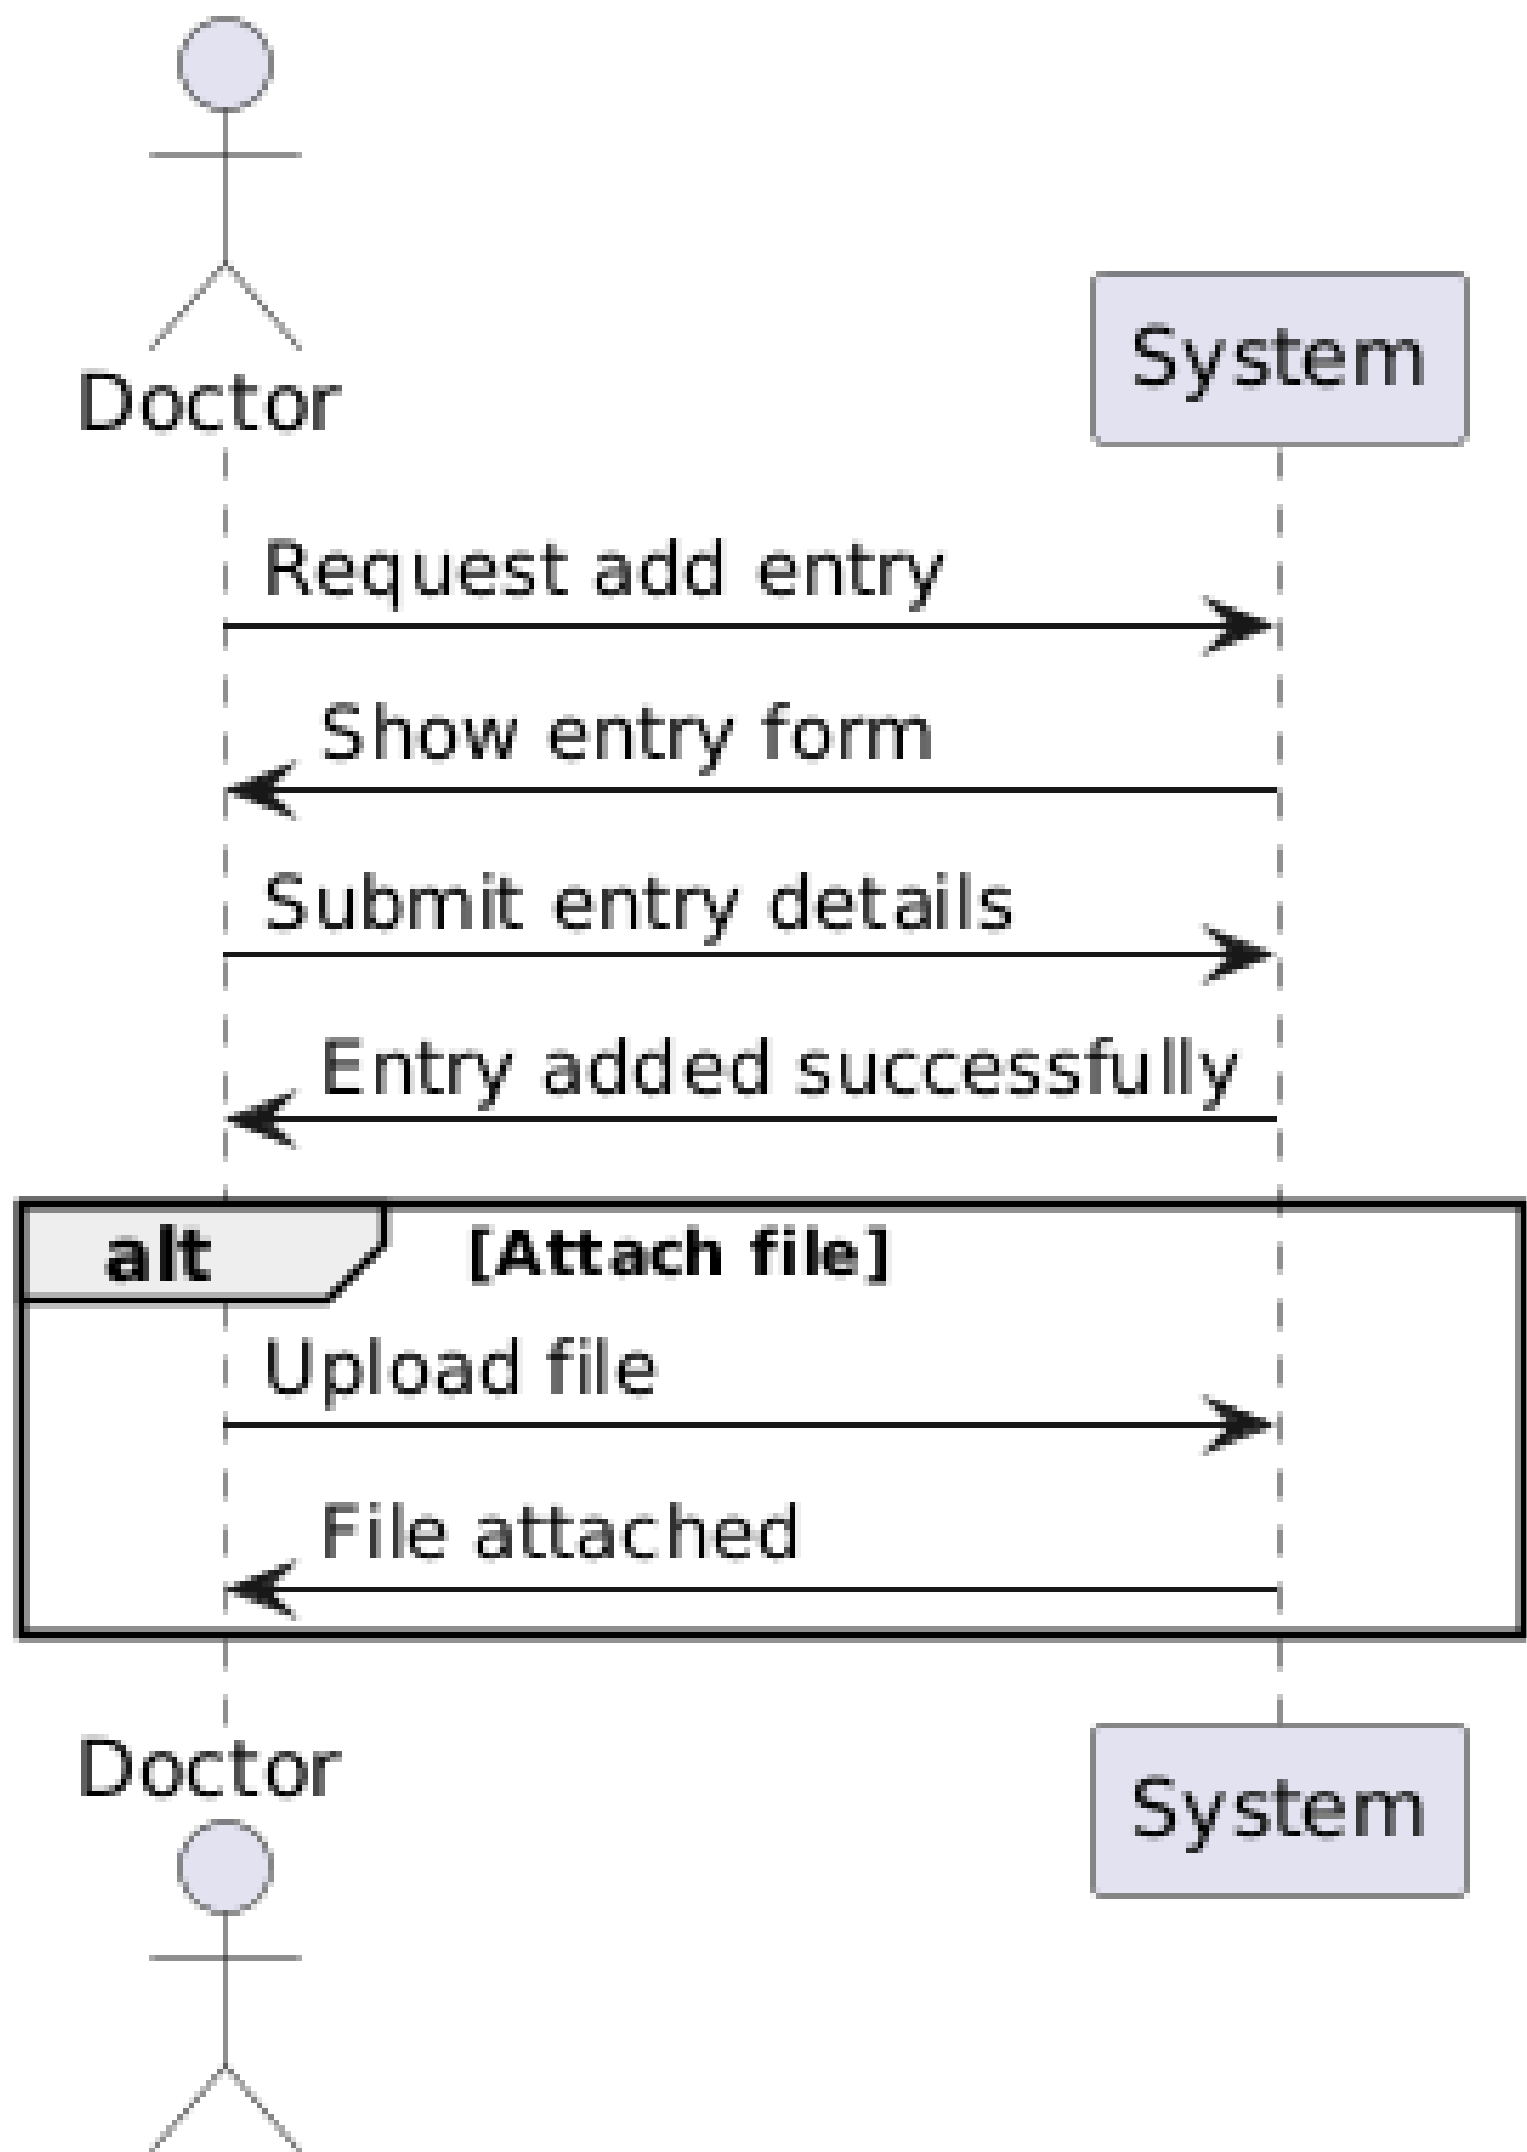 Doctor
System
Request add entry
Show entry form
Submit entry details
Entry added successfully
alt [Attach file]
Upload file
File attached
Doctor
System